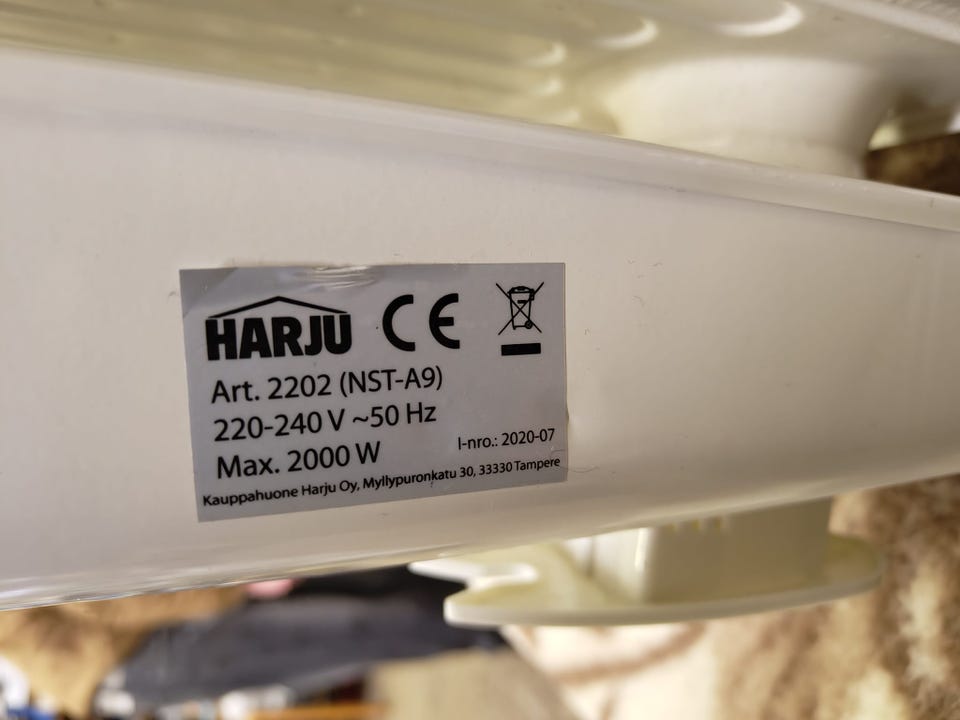 HARJU CE
Art. 2202 (NST-A9)
220-240 V ~50 Hz
Max. 2000 W
I-nro.: 2020-07
Kauppahuone Harju Oy, Myllypuronkatu 30, 33330 Tampere